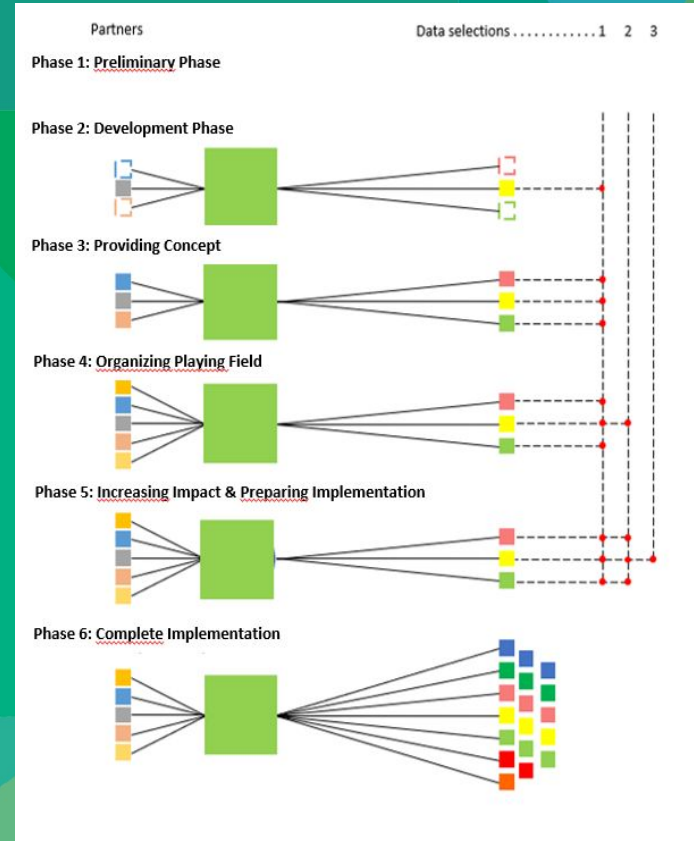 Partners
Data selections ............ 1 2 3
Phase 1: Preliminary Phase
Phase 2: Development Phase
Phase 3: Providing Concept
Phase 4: Organizing Playing Field
Phase 5: Increasing Impact & Preparing Implementation
Phase 6: Complete Implementation